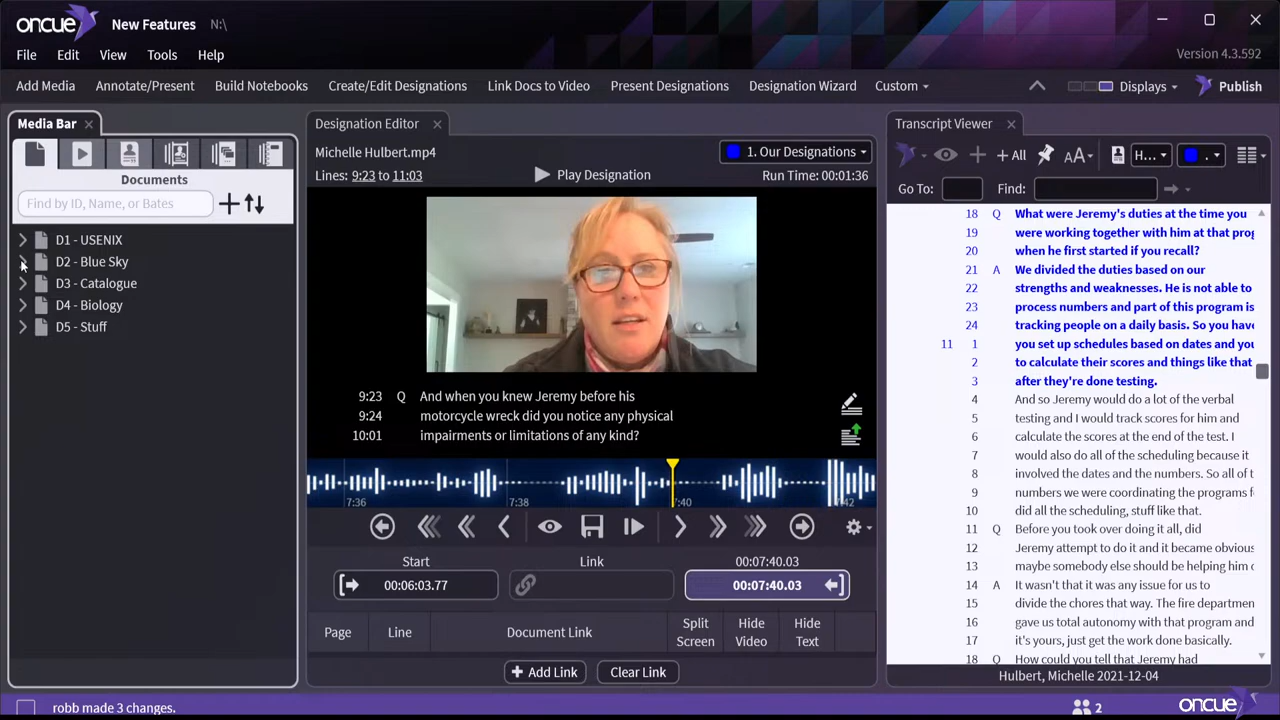 oncue New Features N:\
File Edit View Tools Help
Version 4.3.592
Add Media Annotate/Present Build Notebooks Create/Edit Designations Link Docs to Video Present Designations Designation Wizard Custom Displays Publish
Media Bar
Documents
Find by ID, Name, or Bates
D1 - USENIX
D2 - Blue Sky
D3 - Catalogue
D4 - Biology
D5 - Stuff
Designation Editor
Michelle Hulbert.mp4 1. Our Designations
Lines: 9:23 to 11:03 Play Designation Run Time: 00:01:36
9:23 Q And when you knew Jeremy before his
9:24 motorcycle wreck did you notice any physical
10:01 impairments or limitations of any kind?
7:36 7:38 7:40 7:42
Start Link 00:07:40.03
00:06:03.77 00:07:40.03
Page Line Document Link Split Screen Hide Video Hide Text
Add Link Clear Link
Transcript Viewer
+ All AA H... .
Go To: Find:
18 Q What were Jeremy's duties at the time you
19 were working together with him at that prog
20 when he first started if you recall?
21 A We divided the duties based on our
22 strengths and weaknesses. He is not able to
23 process numbers and part of this program is
24 tracking people on a daily basis. So you have
11 1 you set up schedules based on dates and you
2 to calculate their scores and things like that
3 after they're done testing.
4 And so Jeremy would do a lot of the verbal
5 testing and I would track scores for him and
6 calculate the scores at the end of the test. I
7 would also do all of the scheduling because it
8 involved the dates and the numbers. So all of t
9 numbers we were coordinating the programs f
10 did all the scheduling, stuff like that.
11 Q Before you took over doing it all, did
12 Jeremy attempt to do it and it became obvious
13 maybe somebody else should be helping him
14 A It wasn't that it was any issue for us to
15 divide the chores that way. The fire departmen
16 gave us total autonomy with that program and
17 it's yours, just get the work done basically.
18 Q How could you tell that Jeremy had
Hulbert, Michelle 2021-12-04
robb made 3 changes. 2 oncue